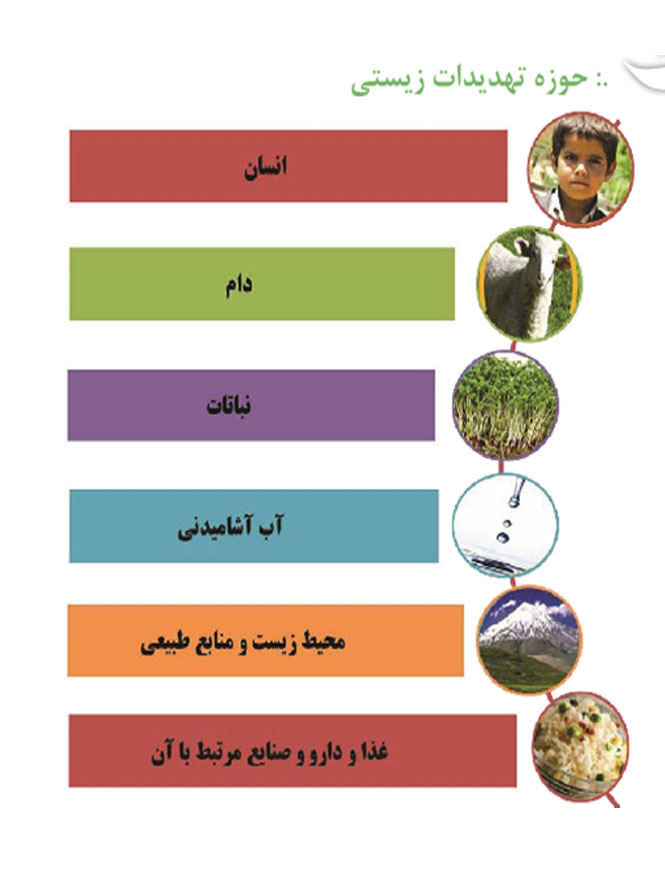 .: حوزه تهدیدات زیستی
انسان
دام
نباتات
آب آشامیدنی
محیط زیست و منابع طبیعی
غذا و دارو و صنایع مرتبط با آن